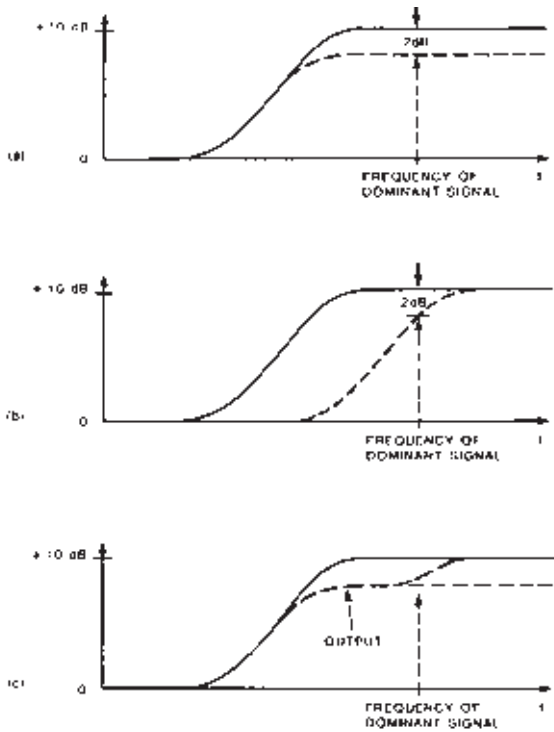 + 10 dB
2dB
(a)
0
FREQUENCY OF
DOMINANT SIGNAL
f
+ 10 dB
2dB
(b)
0
FREQUENCY OF
DOMINANT SIGNAL
f
+ 10 dB
OUTPUT
(c)
0
FREQUENCY OF
DOMINANT SIGNAL
f